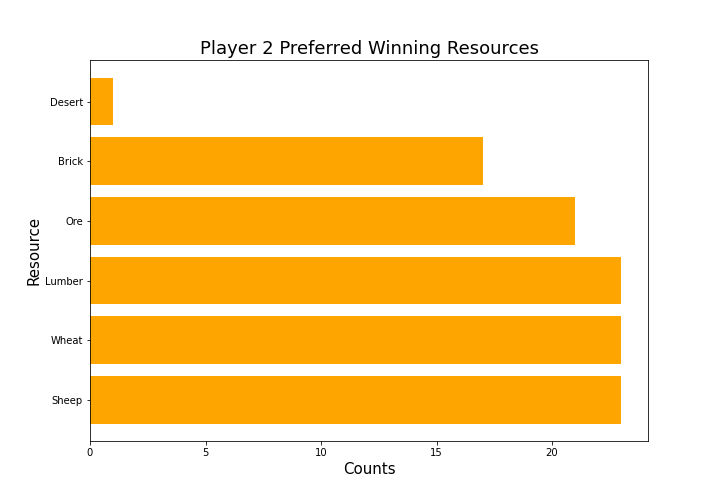 Player 2 Preferred Winning Resources
Desert
Brick
Ore
Lumber
Wheat
Sheep
Resource
0 5 10 15 20
Counts